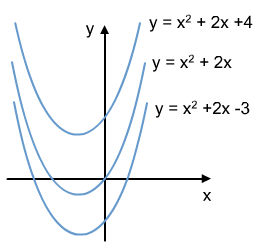 y
y = x² + 2x +4
y = x² + 2x
y = x² +2x -3
x